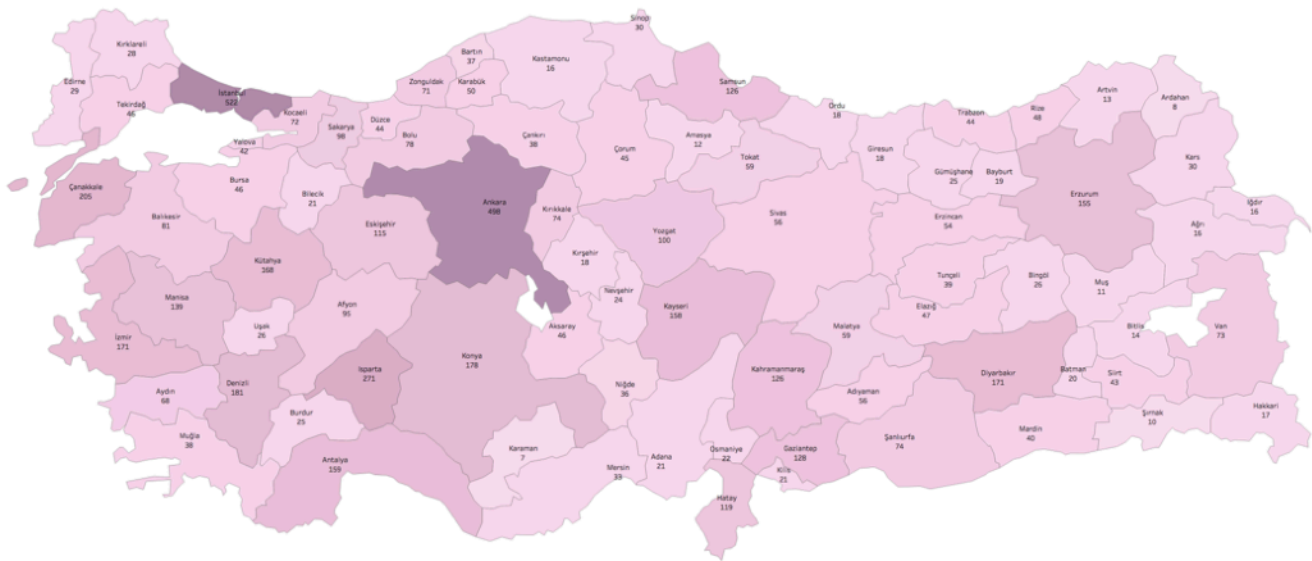 Sinop
30
Kırklareli
28
Bartın
37
Kastamonu
16
Edirne
29
Tekirdağ
46
İstanbul
522
Kocaeli
72
Zonguldak
71
Karabük
50
Samsun
126
Ordu
18
Trabzon
44
Rize
48
Artvin
13
Ardahan
8
Yalova
42
Sakarya
98
Düzce
44
Bolu
78
Çankırı
38
Çorum
45
Amasya
12
Tokat
59
Giresun
18
Gümüşhane
25
Bayburt
19
Kars
30
Çanakkale
205
Bursa
46
Bilecik
21
Ankara
498
Kırıkkale
74
Erzurum
155
Iğdır
16
Balıkesir
81
Eskişehir
115
Yozgat
100
Sivas
56
Erzincan
54
Ağrı
16
Kütahya
168
Kırşehir
18
Tunçeli
39
Bingöl
26
Muş
11
Manisa
139
Afyon
95
Nevşehir
24
Kayseri
158
Elazığ
47
Bitlis
14
Van
73
İzmir
171
Uşak
26
Isparta
271
Konya
178
Aksaray
46
Malatya
59
Aydın
68
Denizli
181
Niğde
36
Kahramanmaraş
126
Adıyaman
56
Diyarbakır
171
Batman
20
Siirt
43
Burdur
25
Muğla
38
Antalya
159
Karaman
7
Mersin
33
Adana
21
Osmaniye
22
Gaziantep
128
Kilis
21
Şanlıurfa
74
Mardin
40
Şırnak
10
Hakkari
17
Hatay
119